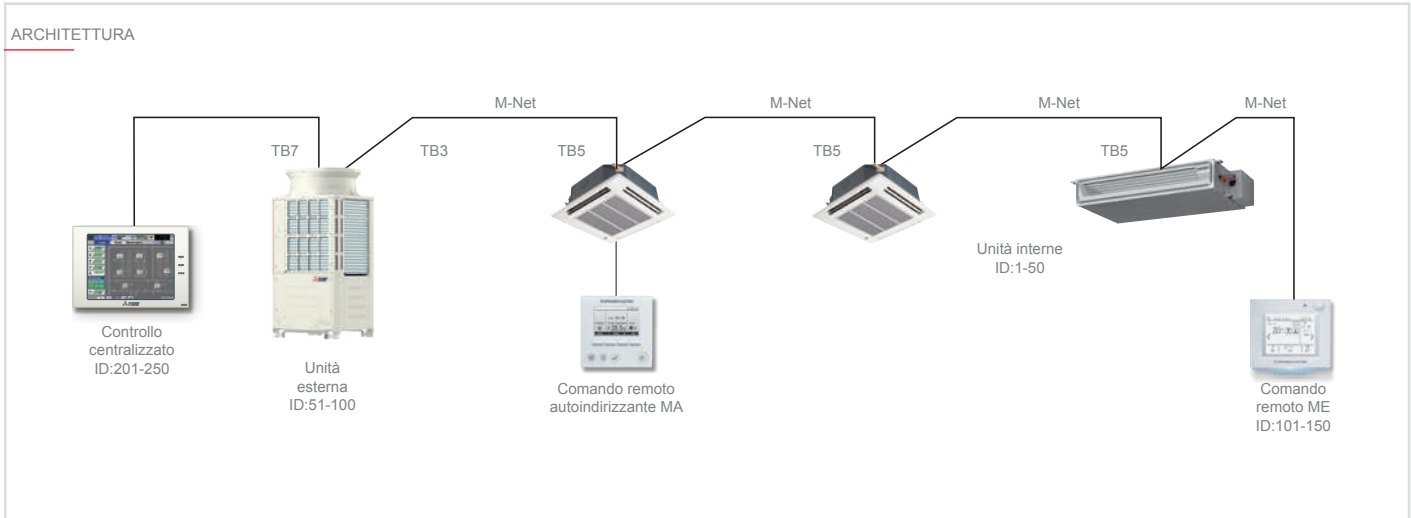 ARCHITETTURA
M-Net
M-Net
M-Net
M-Net
TB7
TB3
TB5
TB5
TB5
Unità interne
ID:1-50
Controllo
centralizzato
ID:201-250
Unità
esterna
ID:51-100
Comando remoto
autoindirizzante MA
Comando
remoto ME
ID:101-150